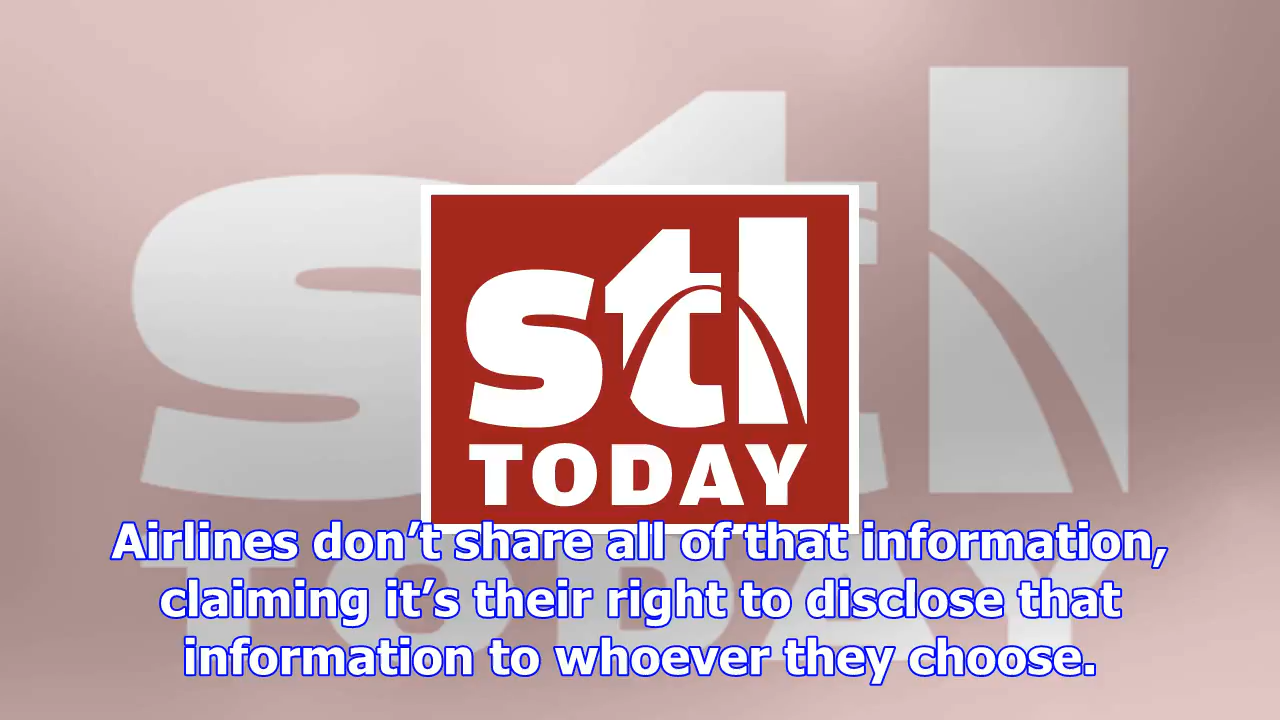 stl
TODAY
Airlines don’t share all of that information,
claiming it’s their right to disclose that
information to whoever they choose.